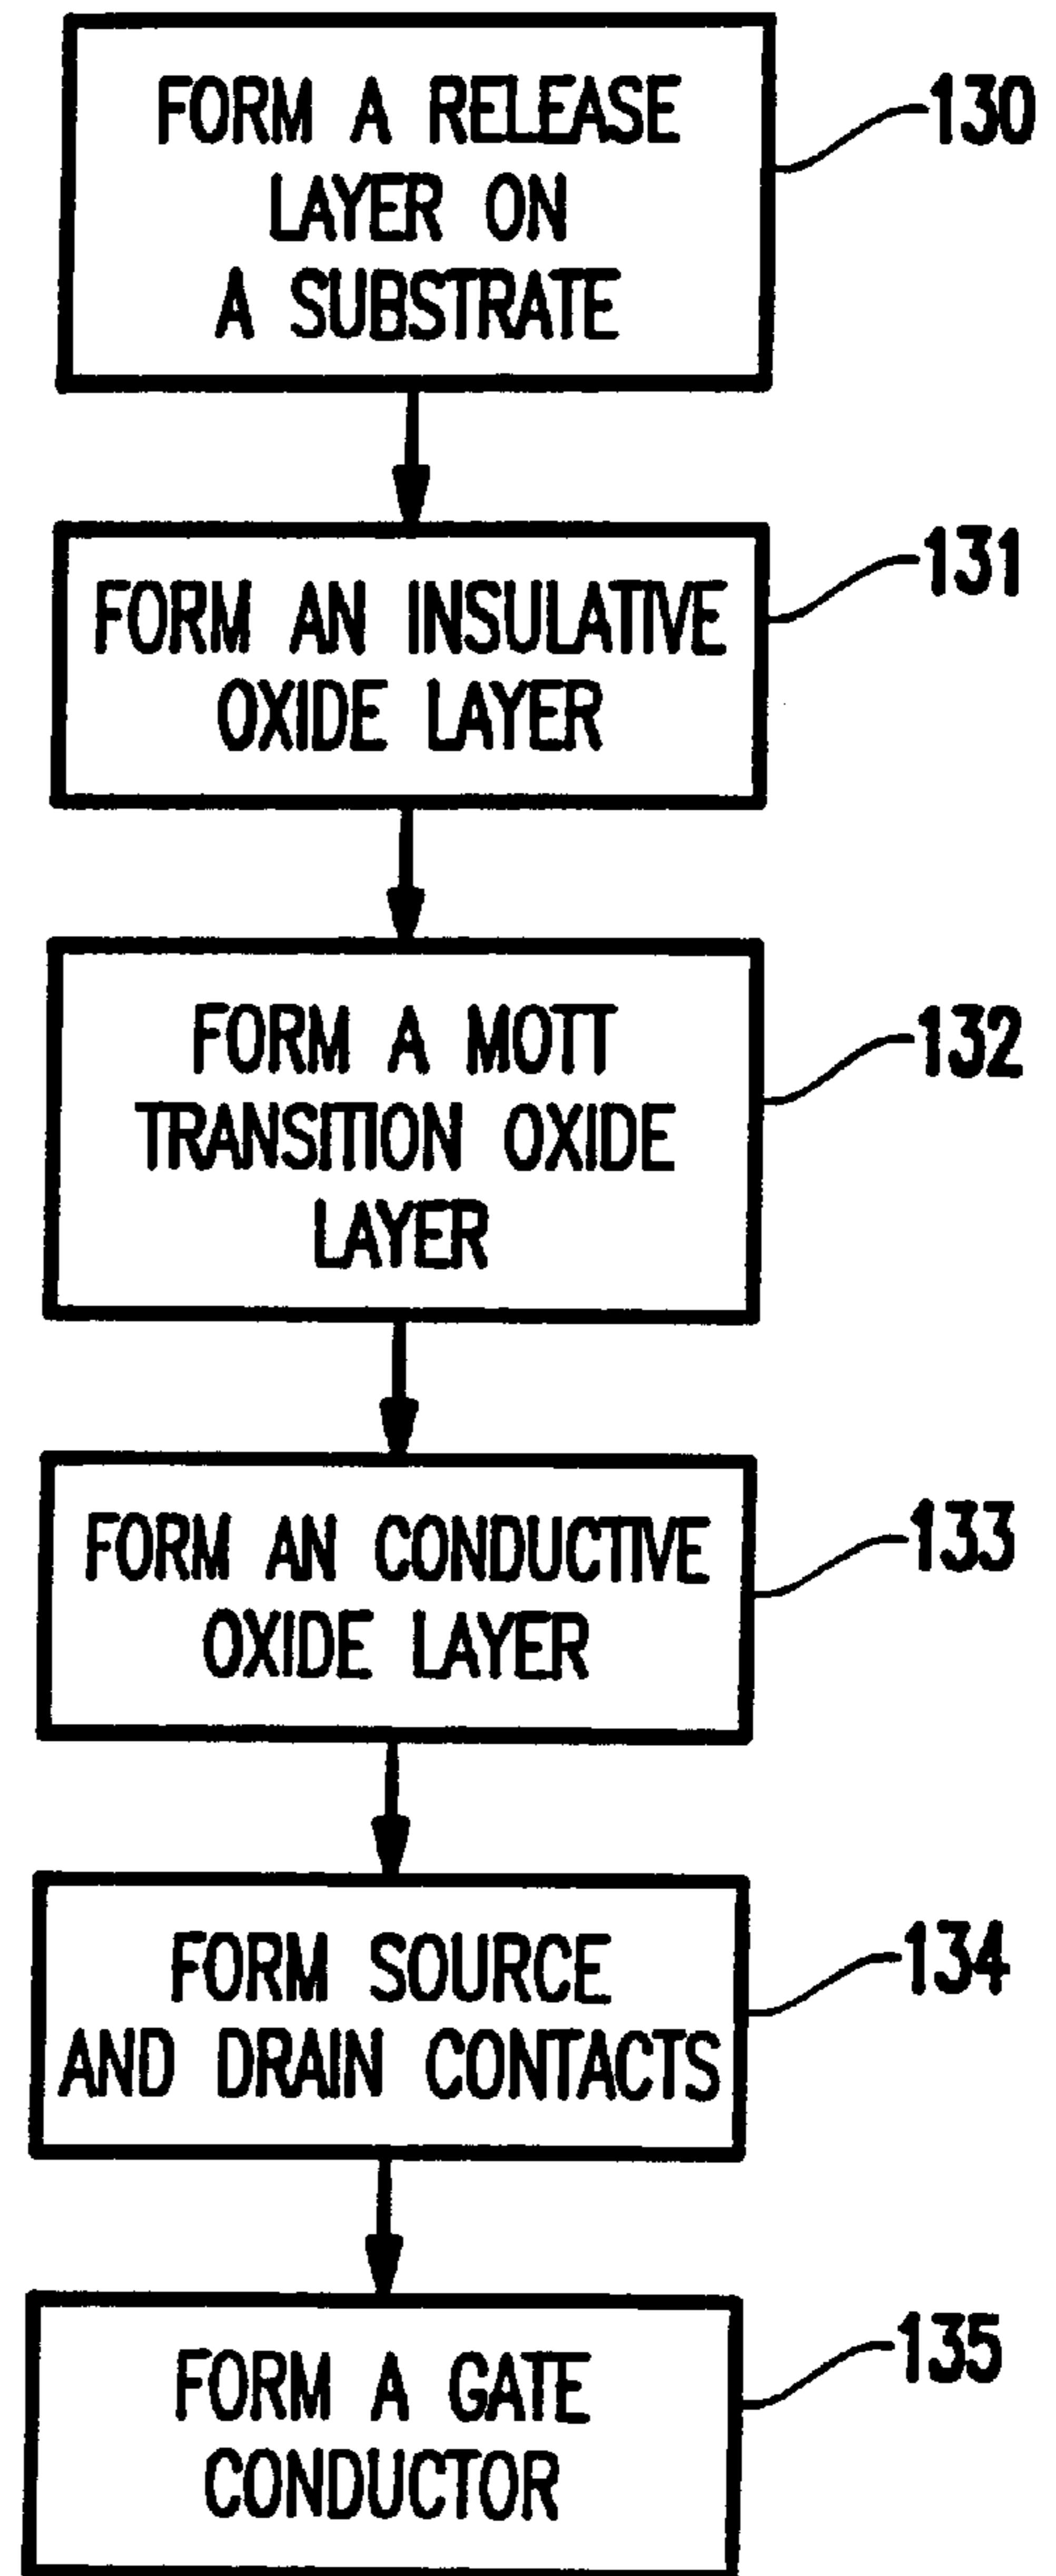 FORM A RELEASE
LAYER ON
A SUBSTRATE
130
FORM AN INSULATIVE
OXIDE LAYER
131
FORM A MOTT
TRANSITION OXIDE
LAYER
132
FORM AN CONDUCTIVE
OXIDE LAYER
133
FORM SOURCE
AND DRAIN CONTACTS
134
FORM A GATE
CONDUCTOR
135